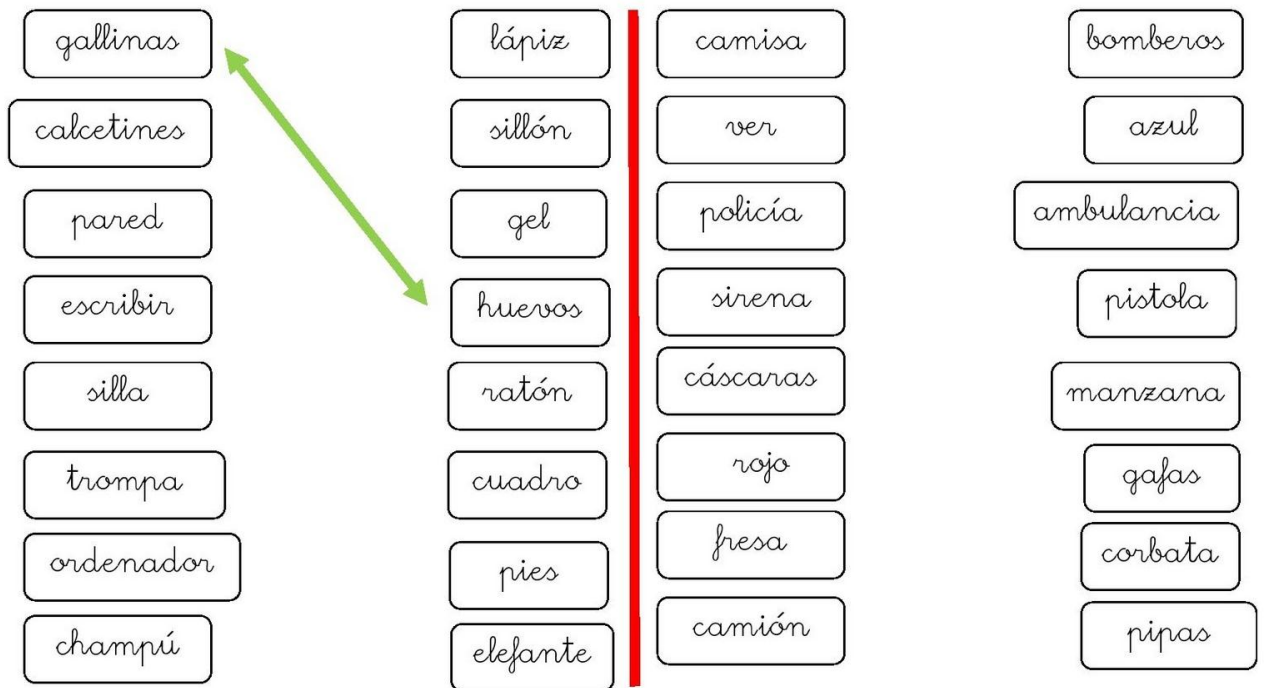 gallinas
lápiz
camisa
bomberos
calcetines
sillón
ver
azul
pared
gel
policía
ambulancia
escribir
huevos
sirena
pistola
silla
ratón
cáscaras
manzana
trompa
cuadro
rojo
gafas
ordenador
pies
fresa
corbata
champú
elefante
camión
pipas